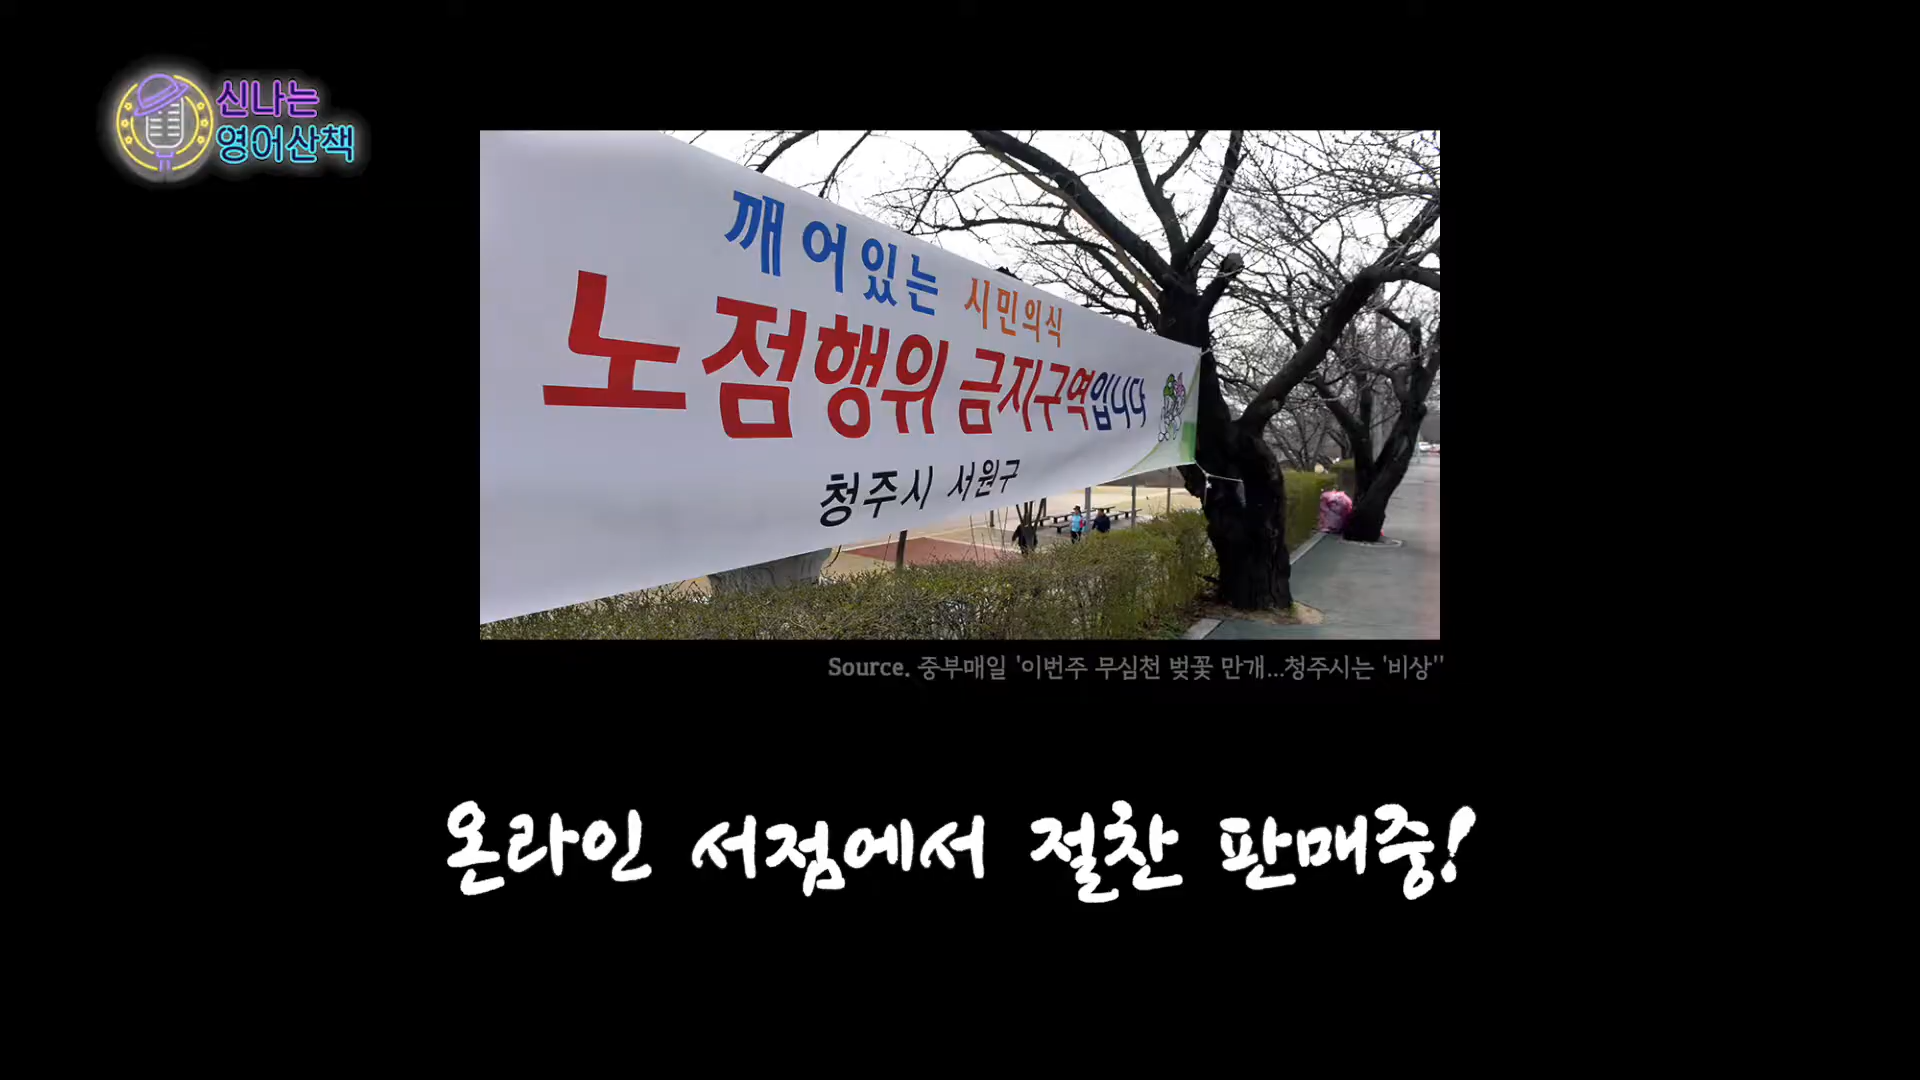 신나는
영어산책
깨어있는 시민의식
노점행위 금지구역입니다
청주시 서원구
Source. 중부매일 '이번주 무심천 벚꽃 만개...청주시는 '비상''
온라인 서점에서 절찬 판매중!